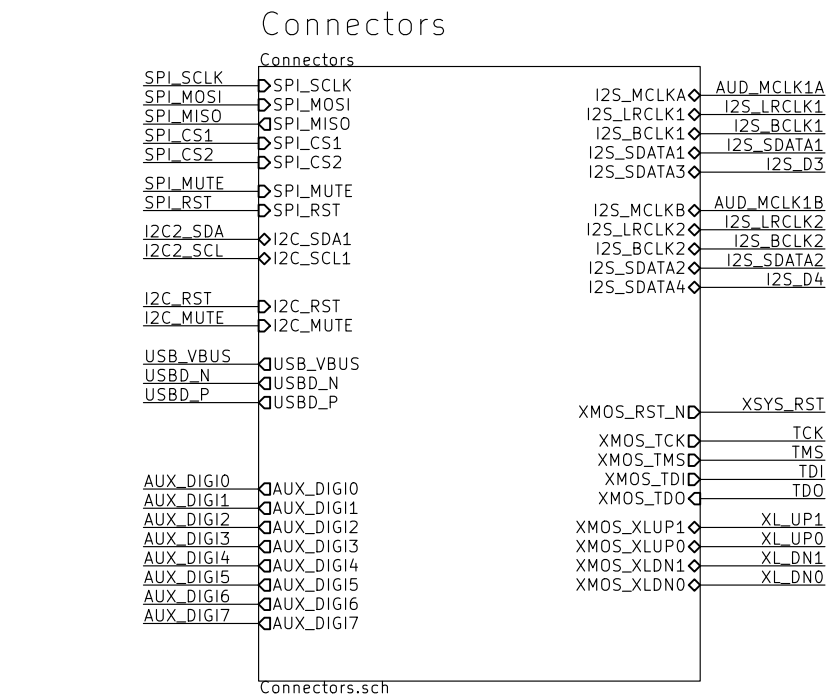 Connectors
Connectors
SPI_SCLK
SPI_MOSI
SPI_MISO
SPI_CS1
SPI_CS2
SPI_MUTE
SPI_RST
I2C2_SDA
I2C2_SCL
I2C_RST
I2C_MUTE
USB_VBUS
USBD_N
USBD_P
AUX_DIGI0
AUX_DIGI1
AUX_DIGI2
AUX_DIGI3
AUX_DIGI4
AUX_DIGI5
AUX_DIGI6
AUX_DIGI7
SPI_SCLK
SPI_MOSI
SPI_MISO
SPI_CS1
SPI_CS2
SPI_MUTE
SPI_RST
I2C_SDA1
I2C_SCL1
I2C_RST
I2C_MUTE
USB_VBUS
USBD_N
USBD_P
AUX_DIGI0
AUX_DIGI1
AUX_DIGI2
AUX_DIGI3
AUX_DIGI4
AUX_DIGI5
AUX_DIGI6
AUX_DIGI7
I2S_MCLKA
I2S_LRCLK1
I2S_BCLK1
I2S_SDATA1
I2S_SDATA3
I2S_MCLKB
I2S_LRCLK2
I2S_BCLK2
I2S_SDATA2
I2S_SDATA4
XMOS_RST_N
XMOS_TCK
XMOS_TMS
XMOS_TDI
XMOS_TDO
XMOS_XLUP1
XMOS_XLUP0
XMOS_XLDN1
XMOS_XLDN0
AUD_MCLK1A
I2S_LRCLK1
I2S_BCLK1
I2S_SDATA1
I2S_D3
AUD_MCLK1B
I2S_LRCLK2
I2S_BCLK2
I2S_SDATA2
I2S_D4
XSYS_RST
TCK
TMS
TDI
TDO
XL_UP1
XL_UP0
XL_DN1
XL_DN0
Connectors.sch